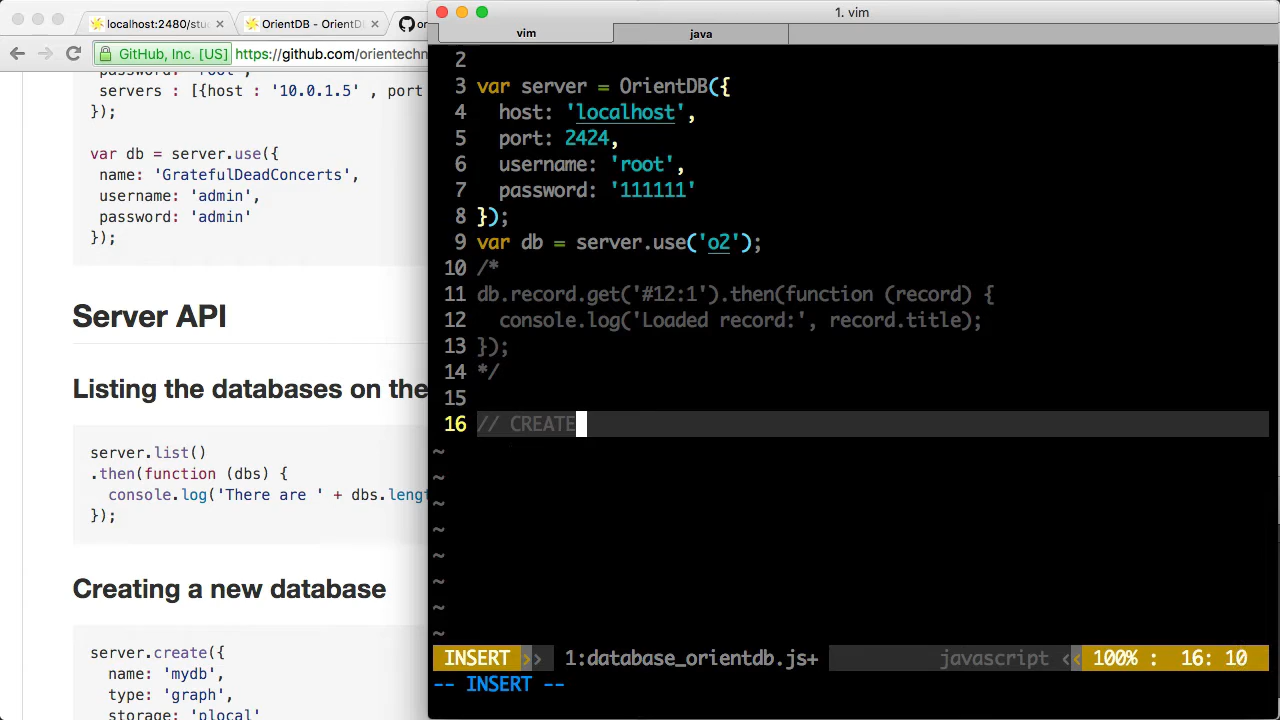 localhost:2480/stu
OrientDB - OrientD
or
GitHub, Inc. [US]
https://github.com/orientechn
servers : [{host : '10.0.1.5' , port
});
var db = server.use({
name: 'GratefulDeadConcerts',
username: 'admin',
password: 'admin'
});
Server API
Listing the databases on the
server.list()
.then(function (dbs) {
console.log('There are ' + dbs.leng
});
Creating a new database
server.create({
name: 'mydb',
type: 'graph',
storage: 'plocal'
1. vim
vim
java
2
3 var server = OrientDB({
4 host: 'localhost',
5 port: 2424,
6 username: 'root',
7 password: '111111'
8 });
9 var db = server.use('o2');
10 /*
11 db.record.get('#12:1').then(function (record) {
12 console.log('Loaded record:', record.title);
13 });
14 */
15
16 // CREATE
~
~
~
~
~
~
~
~
INSERT 1:database_orientdb.js+ javascript 100% : 16: 10
-- INSERT --